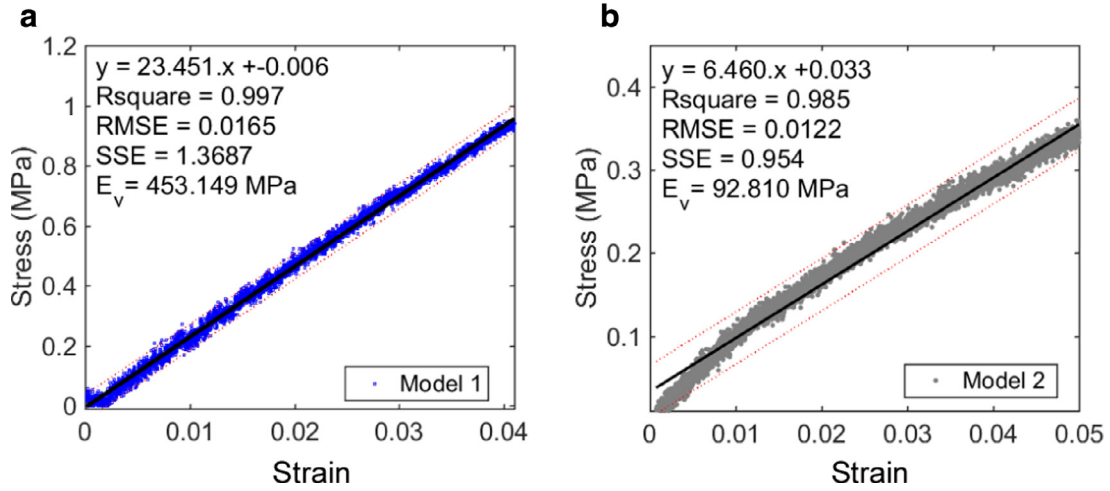 a
y = 23.451.x +-0.006
Rsquare = 0.997
RMSE = 0.0165
SSE = 1.3687
Ev = 453.149 MPa
Stress (MPa)
1.2
1
0.8
0.6
0.4
0.2
0
0 0.01 0.02 0.03 0.04
Strain
Model 1
b
y = 6.460.x +0.033
Rsquare = 0.985
RMSE = 0.0122
SSE = 0.954
Ev = 92.810 MPa
Stress (MPa)
0.4
0.3
0.2
0.1
0 0.01 0.02 0.03 0.04 0.05
Strain
Model 2